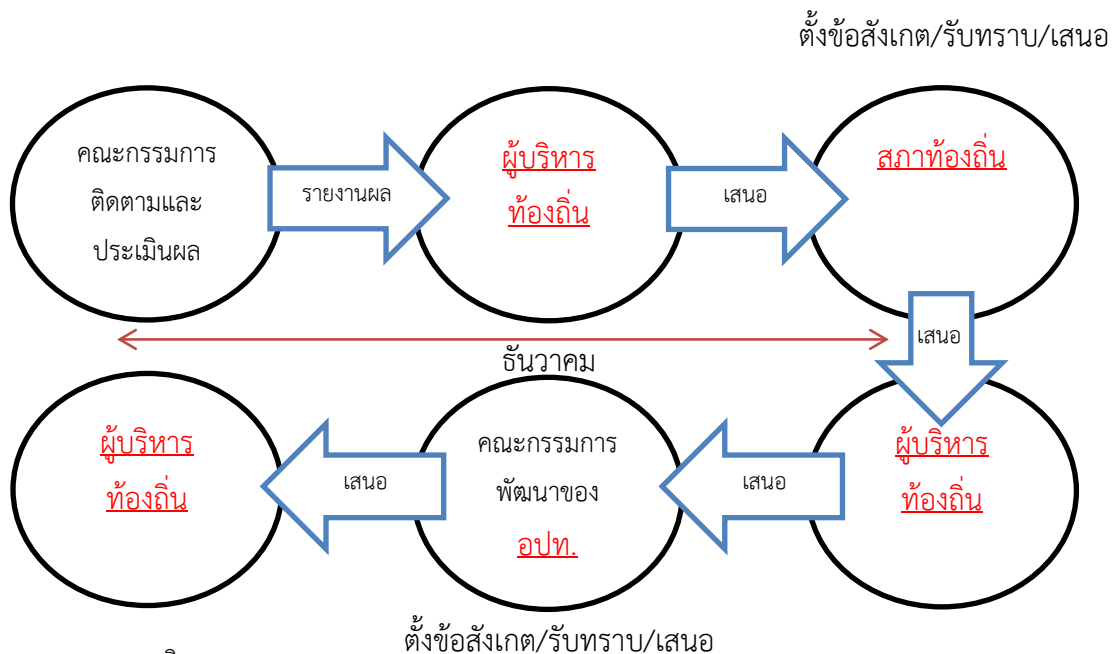 ตั้งข้อสังเกต/รับทราบ/เสนอ
คณะกรรมการ
ติดตามและ
ประเมินผล
รายงานผล
ผู้บริหาร
ท้องถิ่น
เสนอ
สภาท้องถิ่น
เสนอ
ธันวาคม
ผู้บริหาร
ท้องถิ่น
เสนอ
คณะกรรมการ
พัฒนาของ
อปท.
เสนอ
ผู้บริหาร
ท้องถิ่น
ตั้งข้อสังเกต/รับทราบ/เสนอ